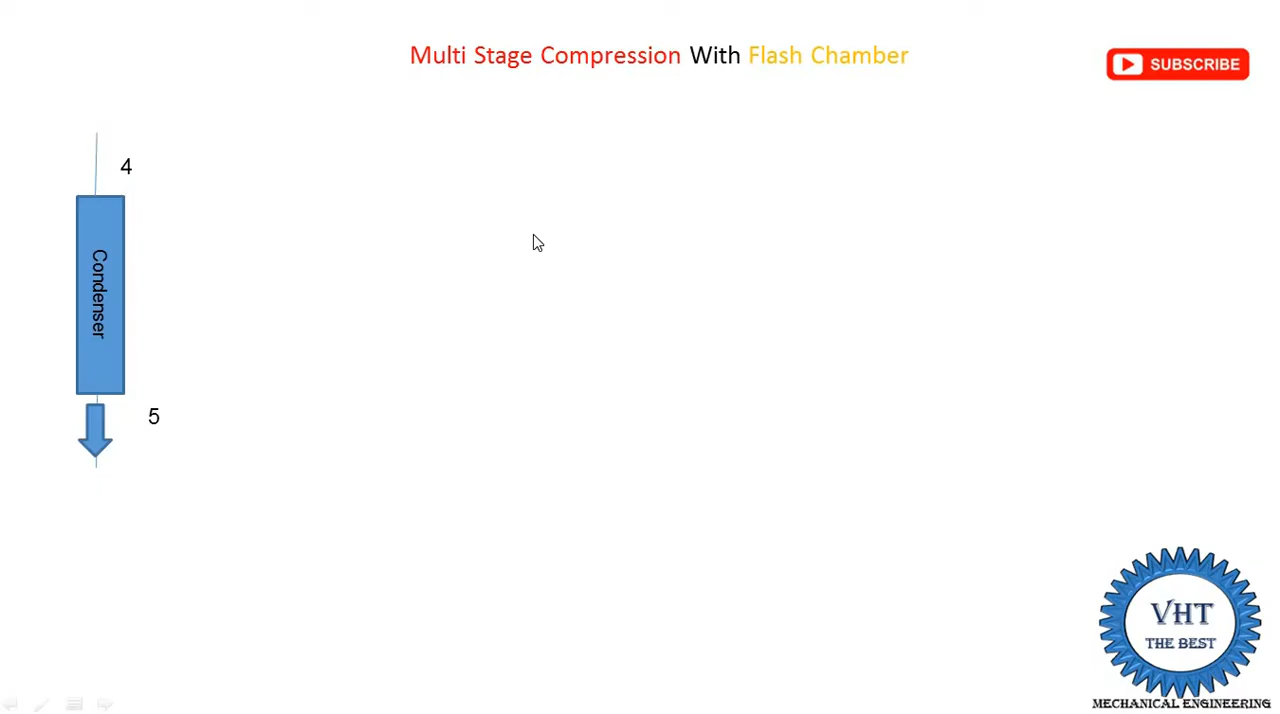 Multi Stage Compression With Flash Chamber
SUBSCRIBE
4
Condenser
5
VHT
THE BEST
MECHANICAL ENGINEERING